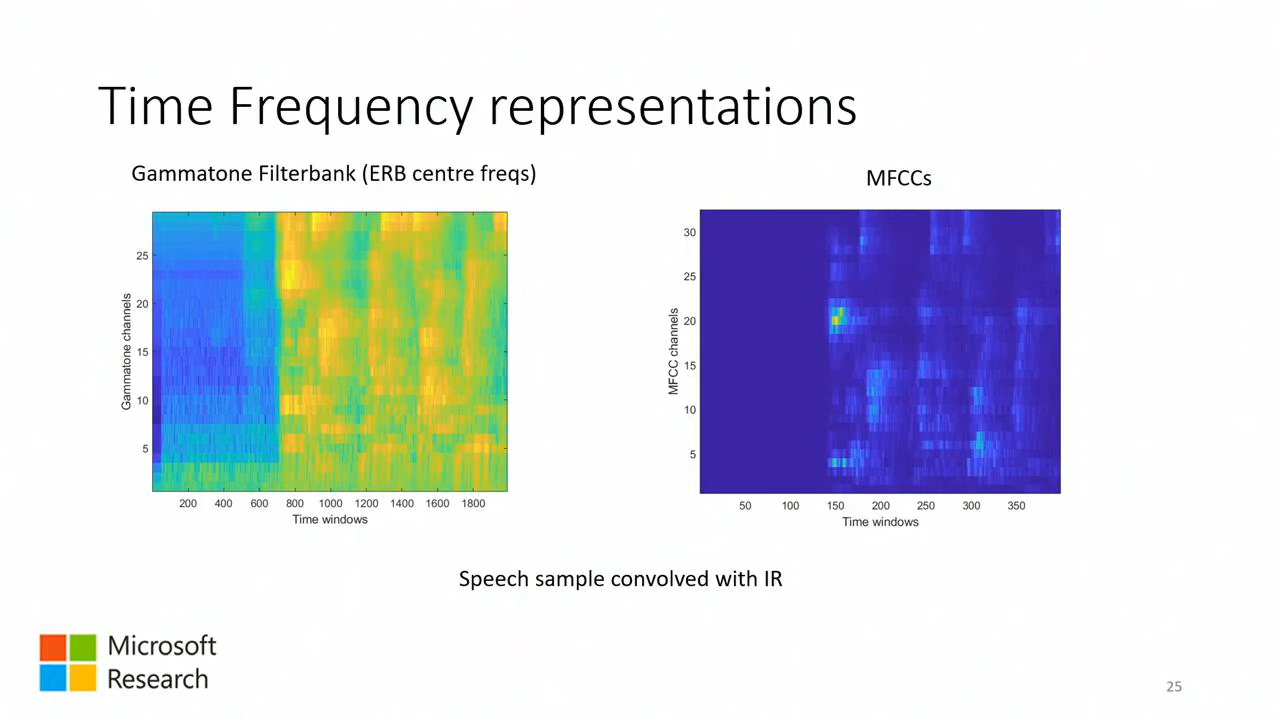 Time Frequency representations
Gammatone Filterbank (ERB centre freqs)
Gammatone channels
25
20
15
10
5
200 400 600 800 1000 1200 1400 1600 1800
Time windows
MFCCs
MFCC channels
30
25
20
15
10
5
50 100 150 200 250 300 350
Time windows
Speech sample convolved with IR
Microsoft
Research
25